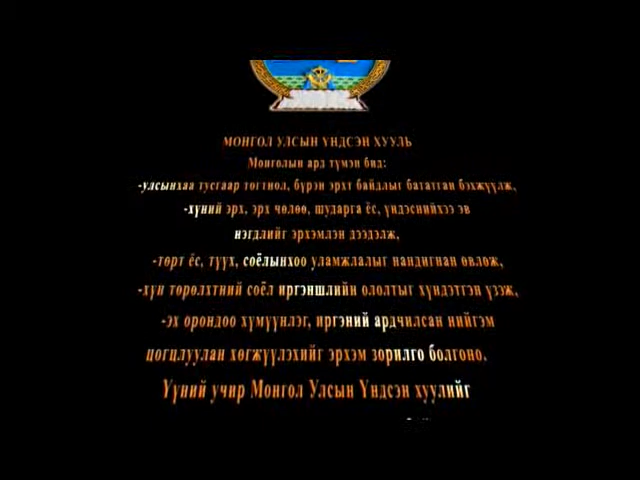 МОНГОЛ УЛСЫН ҮНДСЭН ХУУЛЬ
Монголын ард түмэн бид:
-улсынхаа тусгаар тогтнол, бүрэн эрхт байдлыг бататган бэхжүүлж,
-хүний эрх, эрх чөлөө, шударга ёс, үндэснийхээ эв
нэгдлийг эрхэмлэн дээдэлж,
-төрт ёс, түүх, соёлынхоо уламжлалыг нандигнан өвлөж,
-хүн төрөлхтний соёл иргэншлийн ололтыг хүндэтгэн үзэж,
-эх орондоо хүмүүнлэг, иргэний ардчилсан нийгэм
цогцлуулан хөгжүүлэхийг эрхэм зорилго болгоно.
Үүний учир Монгол Улсын Үндсэн хуулийг